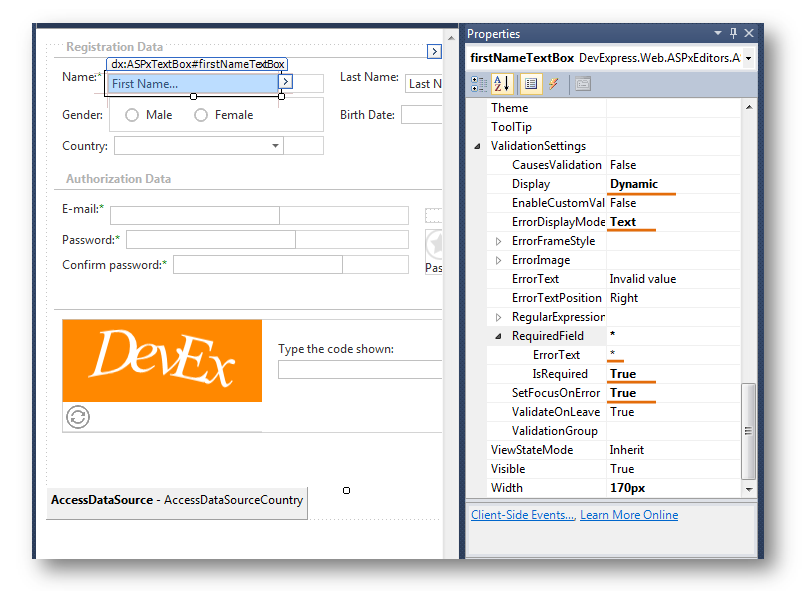 Registration Data
dx:ASPxTextBox#firstNameTextBox
Name:*
First Name...
Last Name:
Last N
Gender:
Male
Female
Birth Date:
Country:
Authorization Data
E-mail:*
Password:*
Confirm password:*
Pas
DevEx
Type the code shown:
AccessDataSource - AccessDataSourceCountry
Properties
firstNameTextBox DevExpress.Web.ASPxEditors.A
Theme
ToolTip
ValidationSettings
CausesValidation False
Display Dynamic
EnableCustomVal False
ErrorDisplayMode Text
ErrorFrameStyle
ErrorImage
ErrorText Invalid value
ErrorTextPosition Right
RegularExpression
RequiredField *
ErrorText *
IsRequired True
SetFocusOnError True
ValidateOnLeave True
ValidationGroup
ViewStateMode Inherit
Visible True
Width 170px
Client-Side Events..., Learn More Online